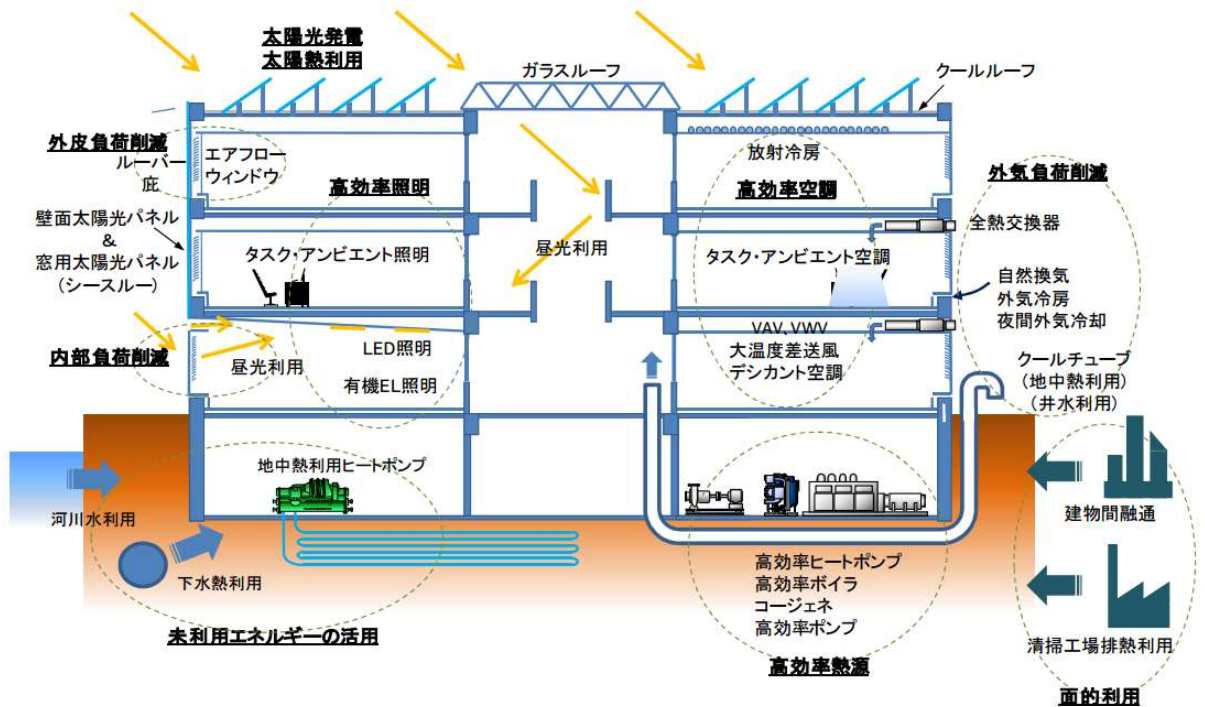 太陽光発電
太陽熱利用
ガラスルーフ
クールルーフ
外皮負荷削減
ルーバー
庇
エアフロー
ウィンドウ
高効率照明
放射冷房
高効率空調
外気負荷削減
壁面太陽光パネル
&
窓用太陽光パネル
(シースルー)
タスク・アンビエント照明
昼光利用
タスク・アンビエント空調
全熱交換器
自然換気
外気冷房
夜間外気冷却
内部負荷削減
昼光利用
LED照明
有機EL照明
VAV、VWV
大温度差送風
デシカント空調
クールチューブ
(地中熱利用)
(井水利用)
地中熱利用ヒートポンプ
河川水利用
下水熱利用
未利用エネルギーの活用
高効率ヒートポンプ
高効率ボイラ
コージェネ
高効率ポンプ
高効率熱源
建物間融通
清掃工場排熱利用
面的利用